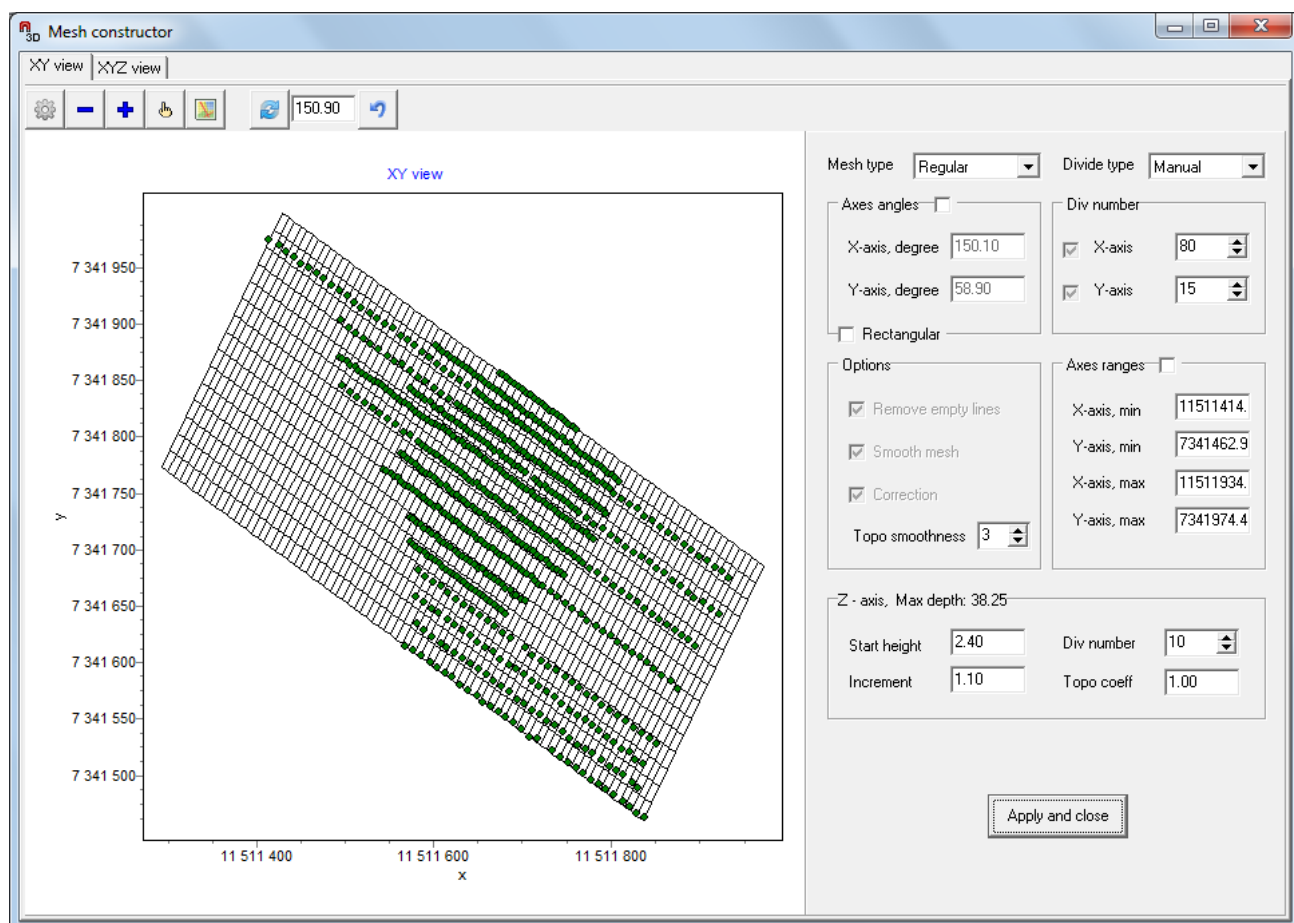 3D Mesh constructor
XY view XYZ view
150.90
XY view
7 341 950
7 341 900
7 341 850
7 341 800
7 341 750
7 341 700
7 341 650
7 341 600
7 341 550
7 341 500
y
11 511 400 11 511 600 11 511 800
x
Mesh type Regular Divide type Manual
Axes angles Div number
X-axis, degree 150.10 X-axis 80
Y-axis, degree 58.90 Y-axis 15
Rectangular
Options Axes ranges
Remove empty lines X-axis, min 11511414.
Smooth mesh Y-axis, min 7341462.9
Correction X-axis, max 11511934.
Topo smoothness 3 Y-axis, max 7341974.4
Z - axis, Max depth: 38.25
Start height 2.40 Div number 10
Increment 1.10 Topo coeff 1.00
Apply and close